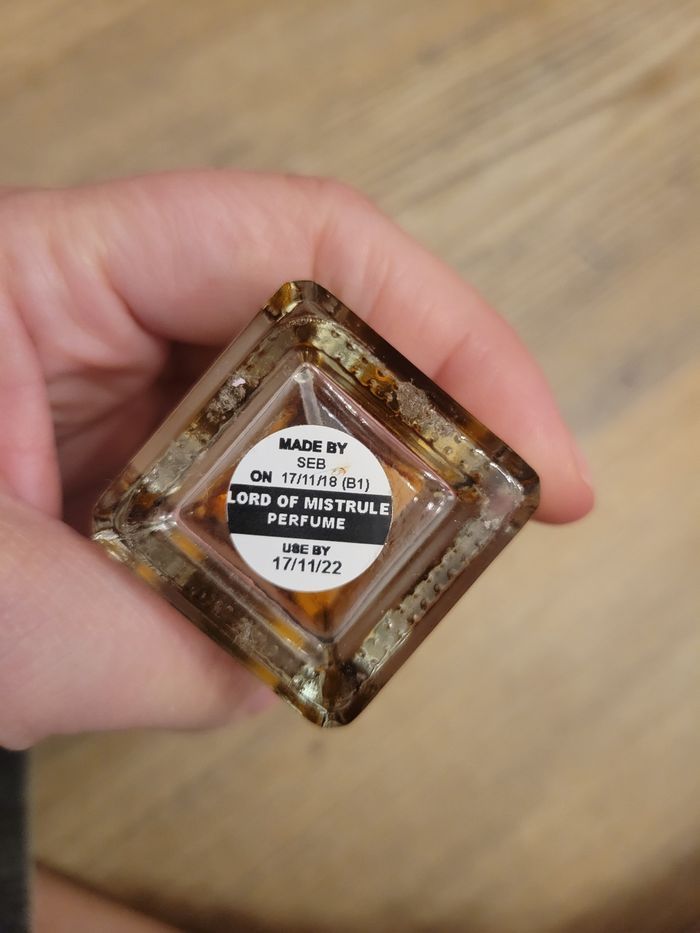 MADE BY
SEB
ON 17/11/18 (B1)
LORD OF MISTRULE
PERFUME
USE BY
17/11/22